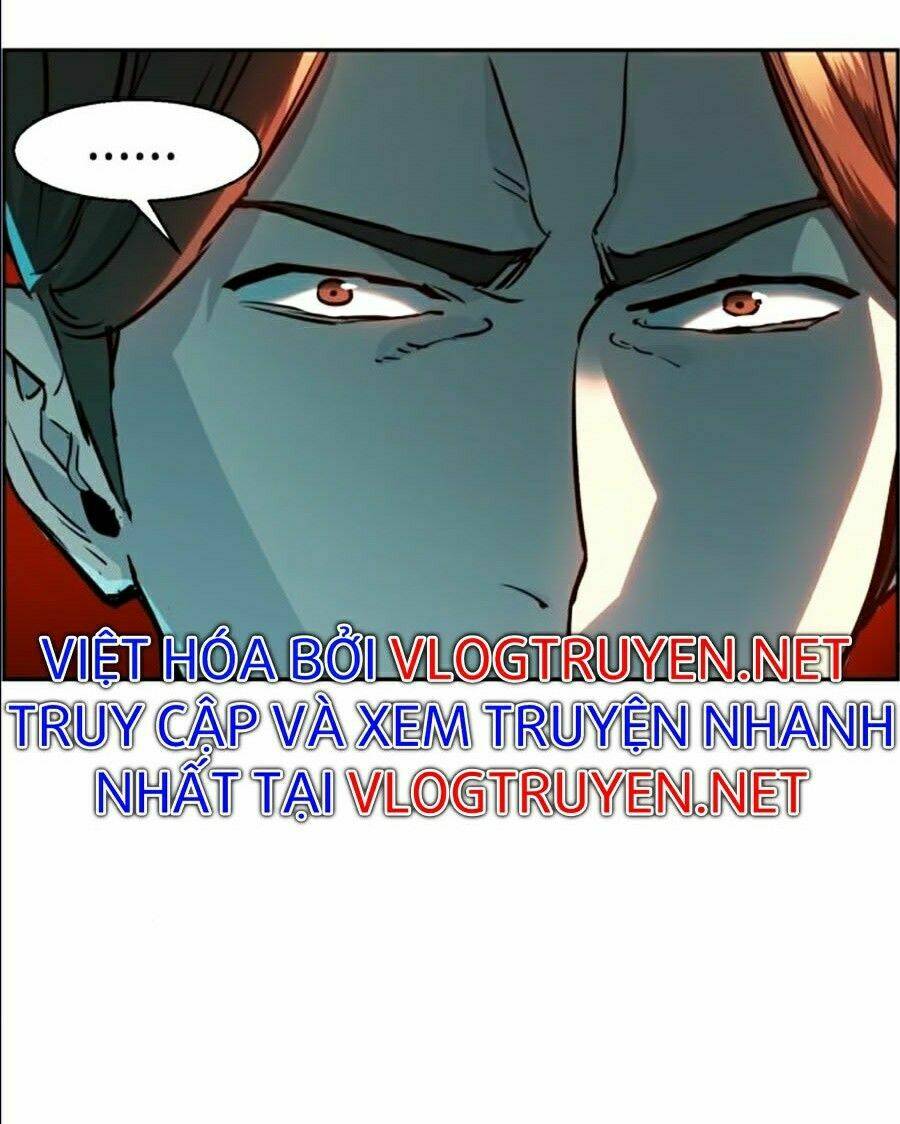 ......
VIỆT HÓA BỞI VLOGTRUYEN.NET
TRUY CẬP VÀ XEM TRUYỆN NHANH
NHẤT TẠI VLOGTRUYEN.NET